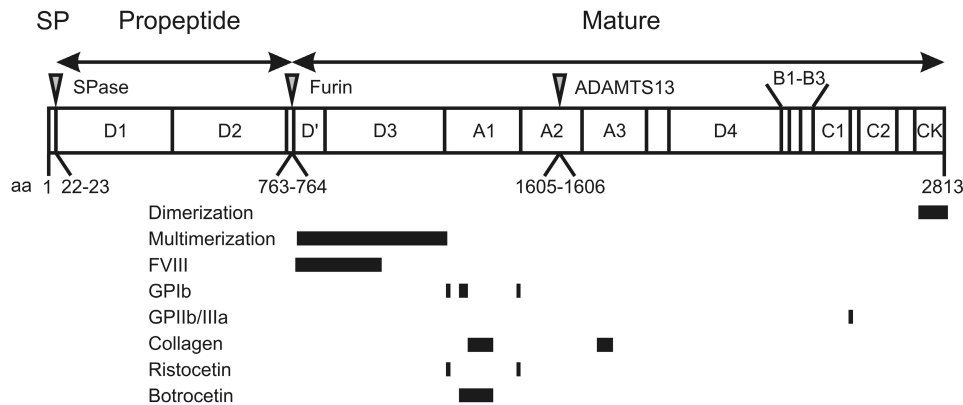 SP Propeptide Mature
SPase Furin ADAMTS13 B1-B3
D1 D2 D' D3 A1 A2 A3 D4 C1 C2 CK
aa 1 22-23 763-764 1605-1606 2813
Dimerization
Multimerization
FVIII
GPIb
GPIIb/IIIa
Collagen
Ristocetin
Botrocetin